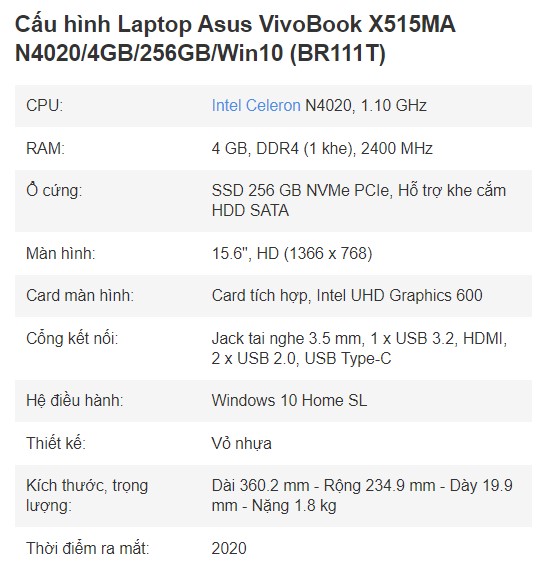 Cấu hình Laptop Asus VivoBook X515MA
N4020/4GB/256GB/Win10 (BR111T)
CPU: Intel Celeron N4020, 1.10 GHz
RAM: 4 GB, DDR4 (1 khe), 2400 MHz
Ổ cứng: SSD 256 GB NVMe PCIe, Hỗ trợ khe cắm
HDD SATA
Màn hình: 15.6", HD (1366 x 768)
Card màn hình: Card tích hợp, Intel UHD Graphics 600
Cổng kết nối: Jack tai nghe 3.5 mm, 1 x USB 3.2, HDMI,
2 x USB 2.0, USB Type-C
Hệ điều hành: Windows 10 Home SL
Thiết kế: Vỏ nhựa
Kích thước, trọng Dài 360.2 mm - Rộng 234.9 mm - Dày 19.9
lượng: mm - Nặng 1.8 kg
Thời điểm ra mắt: 2020